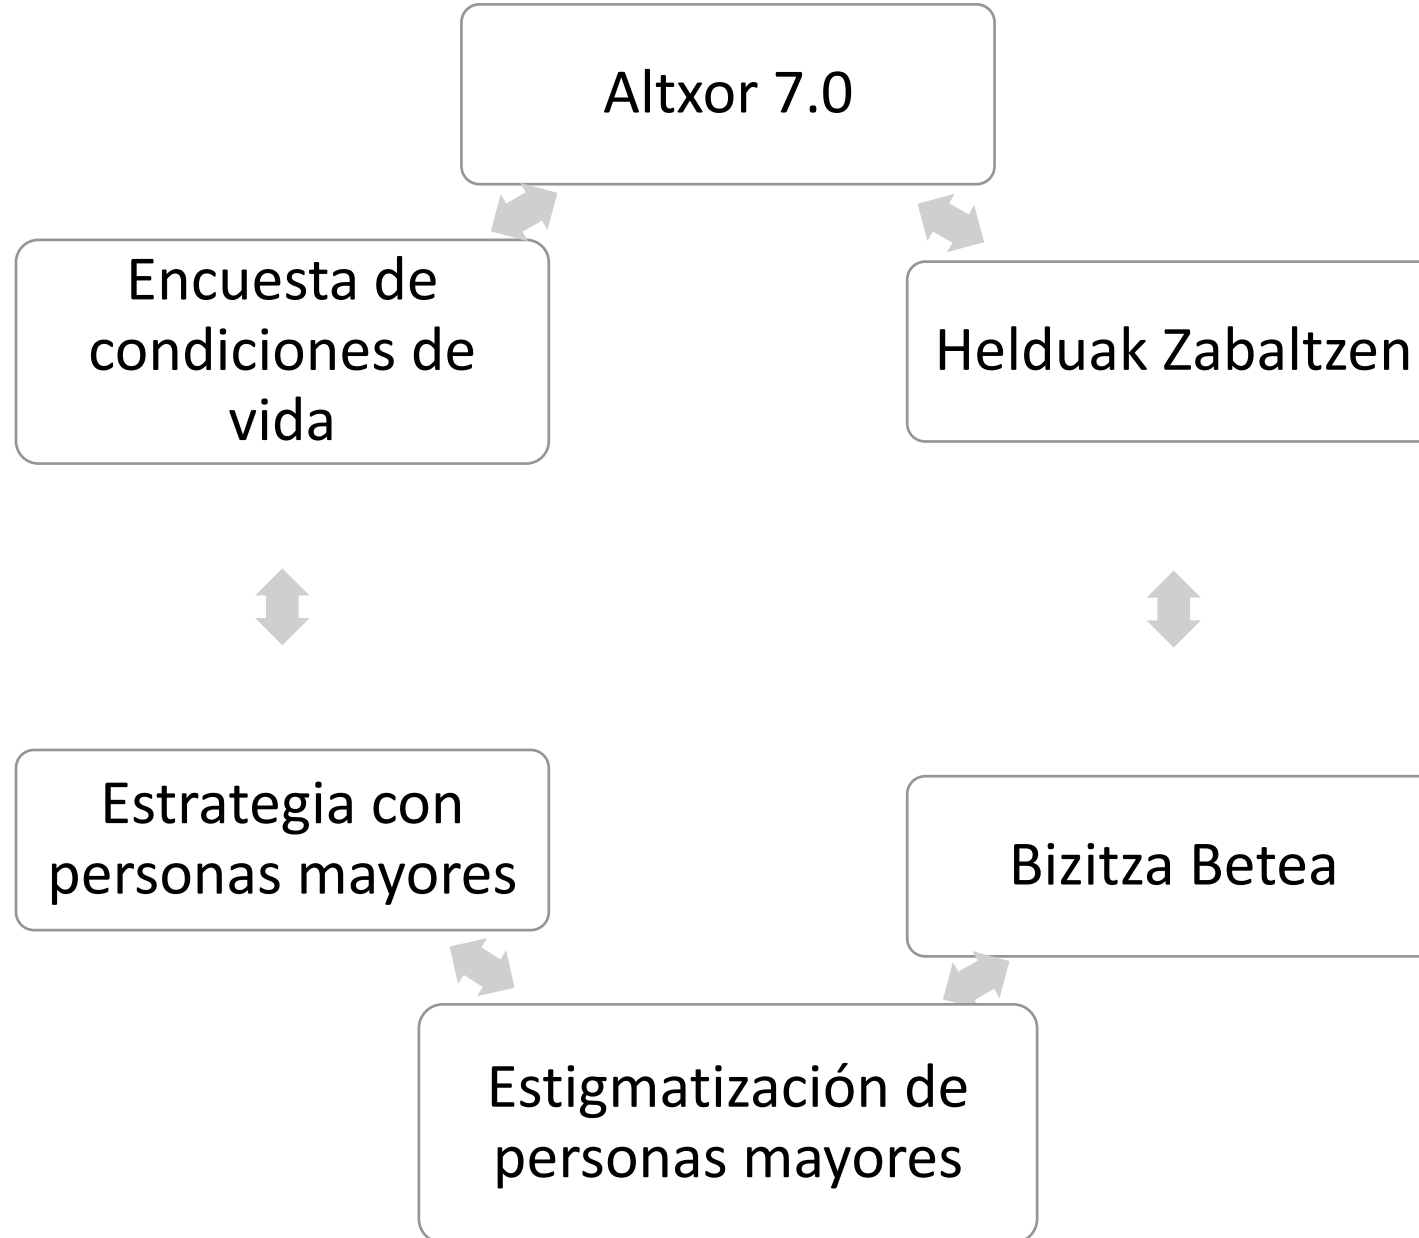 Altxor 7.0
Encuesta de
condiciones de
vida
Helduak Zabaltzen
Estrategia con
personas mayores
Bizitza Betea
Estigmatización de
personas mayores